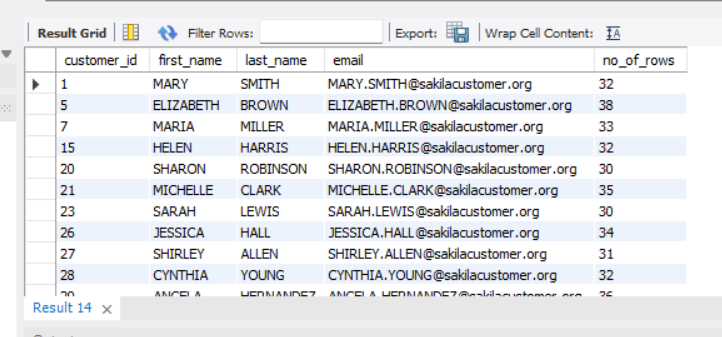 Result Grid Filter Rows: Export: Wrap Cell Content: IA
customer_id first_name last_name email no_of_rows
1 MARY SMITH MARY.SMITH@sakilacustomer.org 32
5 ELIZABETH BROWN ELIZABETH.BROWN@sakilacustomer.org 38
7 MARIA MILLER MARIA.MILLER@sakilacustomer.org 33
15 HELEN HARRIS HELEN.HARRIS@sakilacustomer.org 32
20 SHARON ROBINSON SHARON.ROBINSON@sakilacustomer.org 30
21 MICHELLE CLARK MICHELLE.CLARK@sakilacustomer.org 35
23 SARAH LEWIS SARAH.LEWIS@sakilacustomer.org 30
26 JESSICA HALL JESSICA.HALL@sakilacustomer.org 34
27 SHIRLEY ALLEN SHIRLEY.ALLEN@sakilacustomer.org 31
28 CYNTHIA YOUNG CYNTHIA.YOUNG@sakilacustomer.org 32
ANGELA HERNANDEZ ANGELA.HERNANDEZ@sakilacustomer.org 36
Result 14